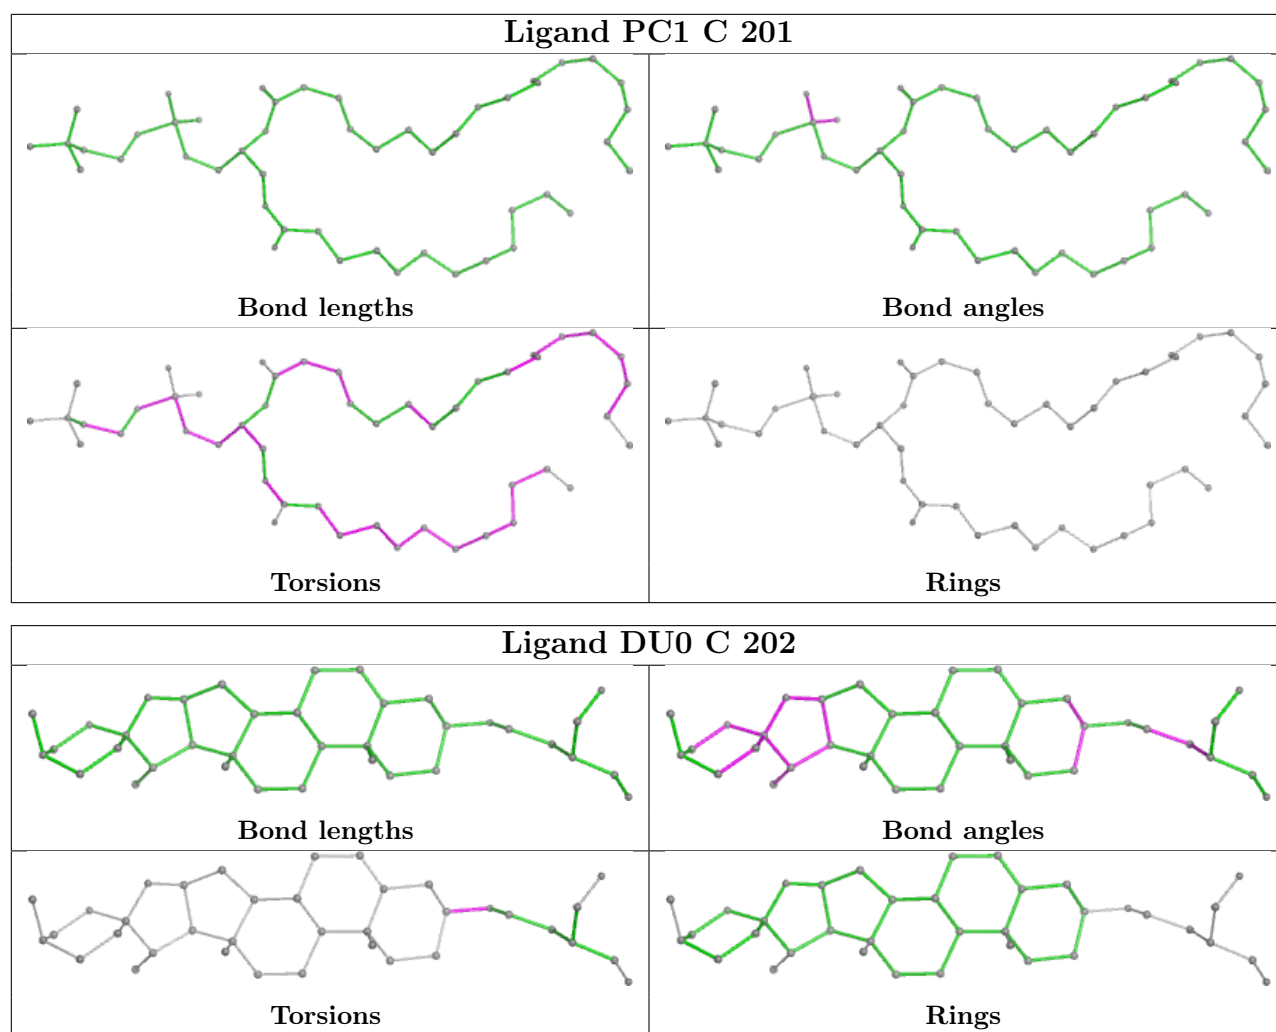 Ligand PC1 C 201
Bond lengths
Bond angles
Torsions
Rings
Ligand DU0 C 202
Bond lengths
Bond angles
Torsions
Rings